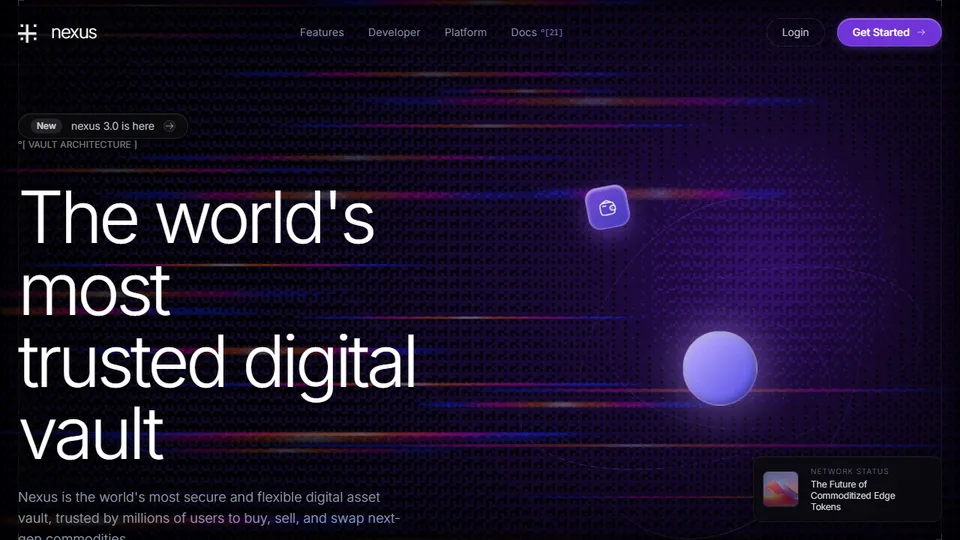 nexus
Features
Developer
Platform
Docs °[21]
Login
Get Started →
New nexus 3.0 is here
°[ VAULT ARCHITECTURE ]
The world's
most
trusted digital
vault
Nexus is the world's most secure and flexible digital asset
vault, trusted by millions of users to buy, sell, and swap next-
gen commodities
NETWORK STATUS
The Future of
Commoditized Edge
Tokens